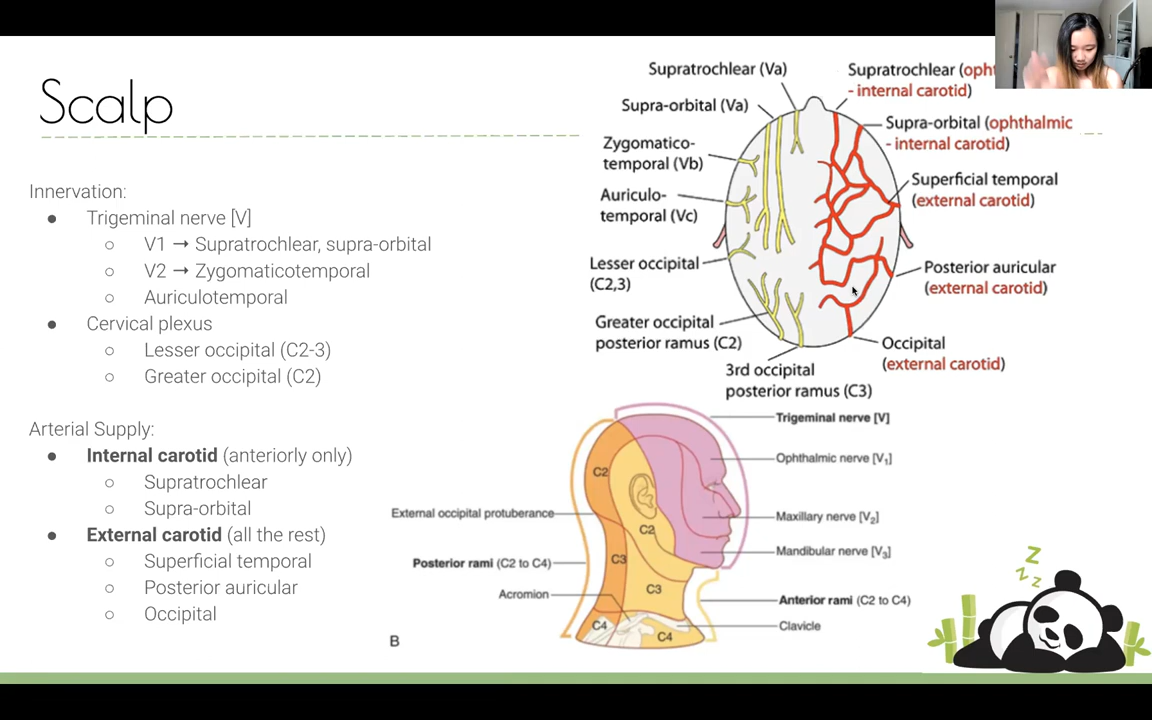 Scalp
Innervation:
● Trigeminal nerve [V]
○ V1 → Supratrochlear, supra-orbital
○ V2 → Zygomaticotemporal
○ Auriculotemporal
● Cervical plexus
○ Lesser occipital (C2-3)
○ Greater occipital (C2)
Arterial Supply:
● Internal carotid (anteriorly only)
○ Supratrochlear
○ Supra-orbital
● External carotid (all the rest)
○ Superficial temporal
○ Posterior auricular
○ Occipital
Supratrochlear (Va)
Supra-orbital (Va)
Zygomatico-
temporal (Vb)
Auriculo-
temporal (Vc)
Lesser occipital
(C2,3)
Greater occipital
posterior ramus (C2)
3rd occipital
posterior ramus (C3)
Supratrochlear
- internal carotid)
Supra-orbital (ophthalmic
- internal carotid)
Superficial temporal
(external carotid)
Posterior auricular
(external carotid)
Occipital
(external carotid)
Trigeminal nerve [V]
Ophthalmic nerve [V1]
Maxillary nerve [V2]
Mandibular nerve [V3]
Anterior rami (C2 to C4)
Clavicle
External occipital protuberance
Posterior rami (C2 to C4)
Acromion
C2
C2
C3
C3
C4
C4
B
Z
Z
Z